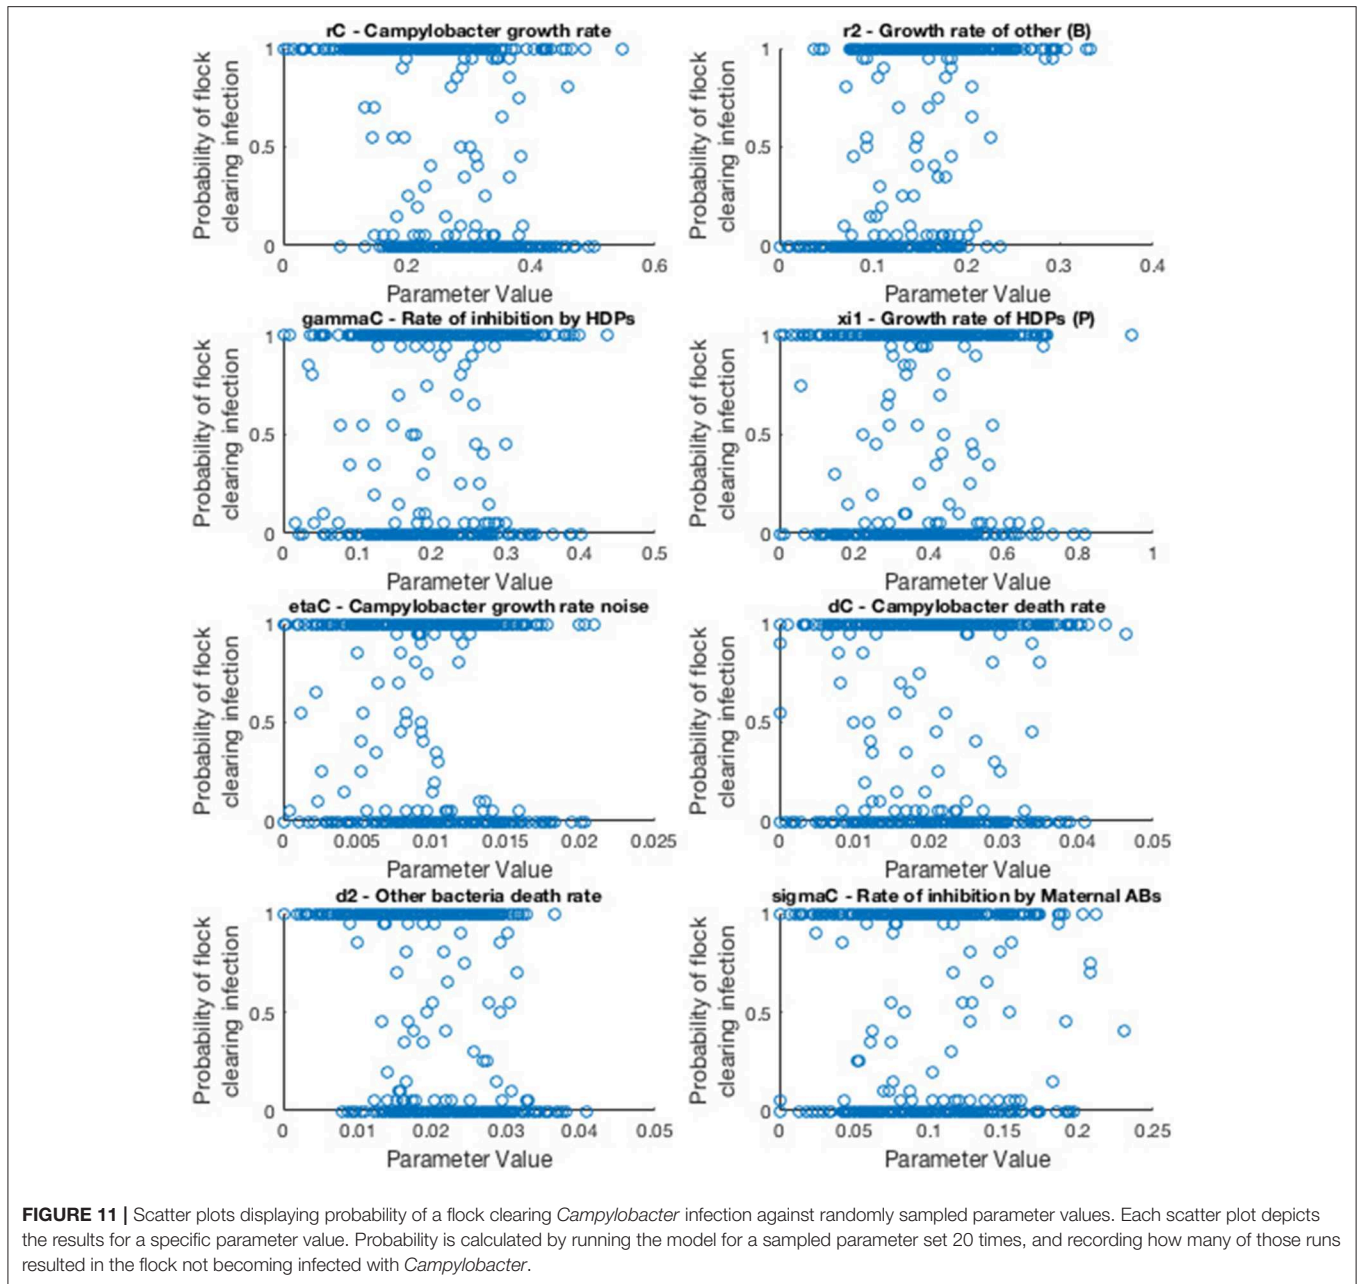 rC - Campylobacter growth rate
Probability of flock
clearing infection
1
0.5
0
0
0.2
0.4
0.6
Parameter Value
r2 - Growth rate of other (B)
Probability of flock
clearing infection
1
0.5
0
0
0.1
0.2
0.3
0.4
Parameter Value
gammaC - Rate of inhibition by HDPs
Probability of flock
clearing infection
1
0.5
0
0
0.1
0.2
0.3
0.4
0.5
Parameter Value
xi1 - Growth rate of HDPs (P)
Probability of flock
clearing infection
1
0.5
0
0
0.2
0.4
0.6
0.8
1
Parameter Value
etaC - Campylobacter growth rate noise
Probability of flock
clearing infection
1
0.5
0
0
0.005
0.01
0.015
0.02
0.025
Parameter Value
dC - Campylobacter death rate
Probability of flock
clearing infection
1
0.5
0
0
0.01
0.02
0.03
0.04
0.05
Parameter Value
d2 - Other bacteria death rate
Probability of flock
clearing infection
1
0.5
0
0
0.01
0.02
0.03
0.04
0.05
Parameter Value
sigmaC - Rate of inhibition by Maternal ABs
Probability of flock
clearing infection
1
0.5
0
0
0.05
0.1
0.15
0.2
0.25
Parameter Value
FIGURE 11 | Scatter plots displaying probability of a flock clearing Campylobacter infection against randomly sampled parameter values. Each scatter plot depicts
the results for a specific parameter value. Probability is calculated by running the model for a sampled parameter set 20 times, and recording how many of those runs
resulted in the flock not becoming infected with Campylobacter.